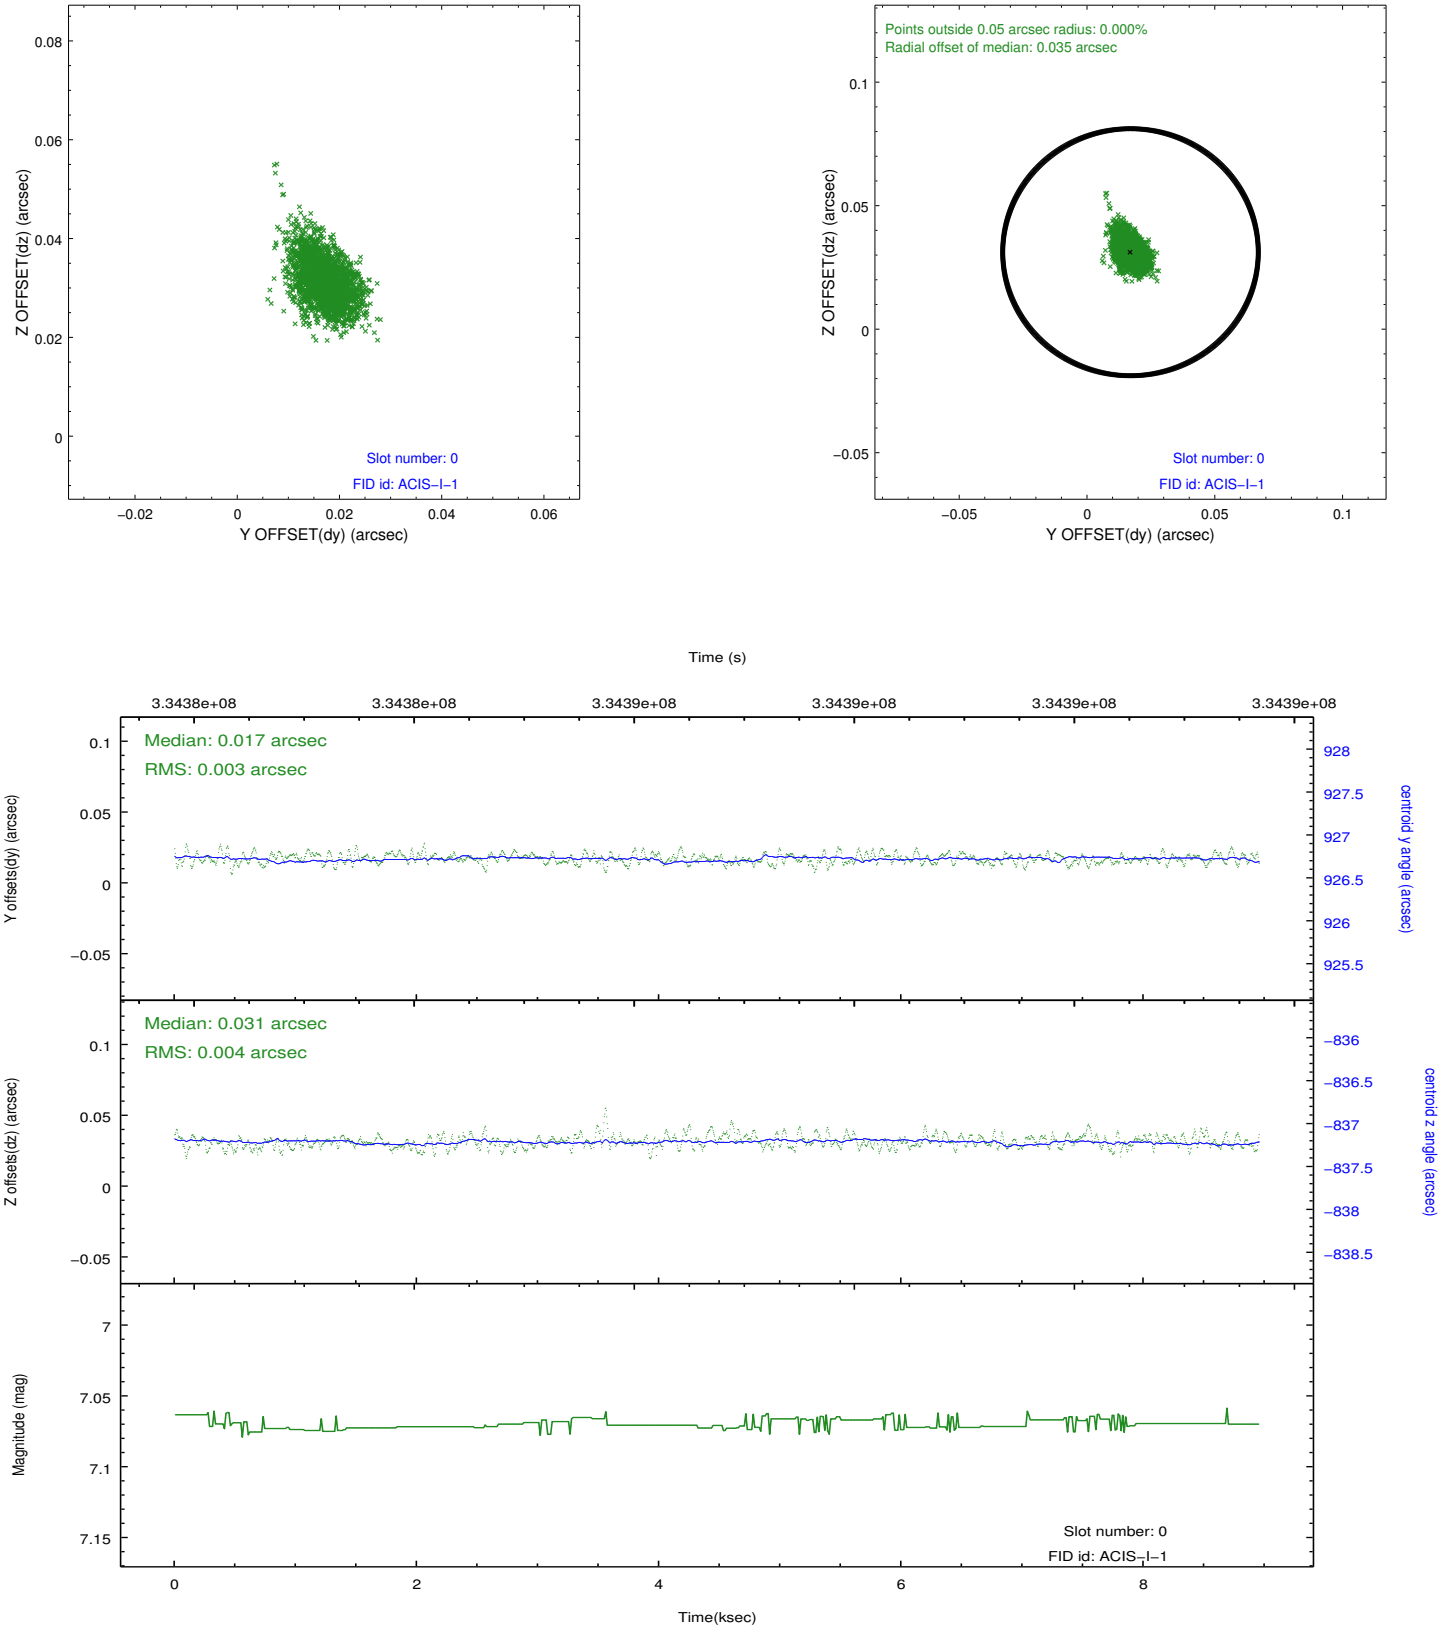 0.08
0.06
0.04
0.02
0
Z OFFSET(dz) (arcsec)
Slot number: 0
FID id: ACIS−I−1
−0.02 0 0.02 0.04 0.06
Y OFFSET(dy) (arcsec)
Points outside 0.05 arcsec radius: 0.000%
Radial offset of median: 0.035 arcsec
0.1
0.05
0
−0.05
Z OFFSET(dz) (arcsec)
Slot number: 0
FID id: ACIS−I−1
−0.05 0 0.05 0.1
Y OFFSET(dy) (arcsec)
Time (s)
3.3438e+08 3.3438e+08 3.3439e+08 3.3439e+08 3.3439e+08 3.3439e+08
Median: 0.017 arcsec
RMS: 0.003 arcsec
0.1
0.05
0
−0.05
Y offsets(dy) (arcsec)
928
927.5
927
926.5
926
925.5
centroid y angle (arcsec)
Median: 0.031 arcsec
RMS: 0.004 arcsec
0.1
0.05
0
−0.05
Z offsets(dz) (arcsec)
−836
−836.5
−837
−837.5
−838
−838.5
centroid z angle (arcsec)
7
7.05
7.1
7.15
Magnitude (mag)
Slot number: 0
FID id: ACIS−I−1
0 2 4 6 8
Time(ksec)